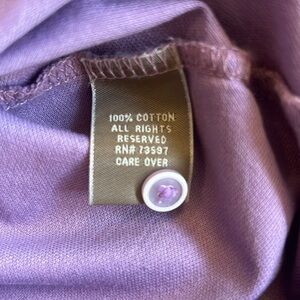 100% COTTON
ALL RIGHTS
RESERVED
RN# 73597
CARE OVER